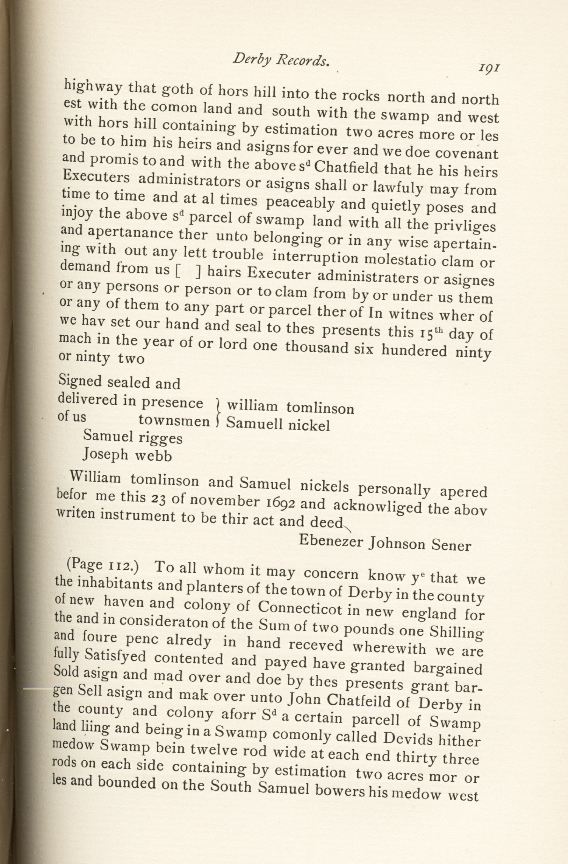 Derby Records. 191
highway that goth of hors hill into the rocks north and north
est with the comon land and south with the swamp and west
with hors hill containing by estimation two acres more or les
to be to him his heirs and asigns for ever and we doe covenant
and promis to and with the above sᵈ Chatfield that he his heirs
Executers administrators or asigns shall or lawfuly may from
time to time and at al times peaceably and quietly poses and
injoy the above sᵈ parcel of swamp land with all the privliges
and apertanance ther unto belonging or in any wise apertain-
ing with out any lett trouble interruption molestatio clam or
demand from us [ ] hairs Executer administraters or asignes
or any persons or person or to clam from by or under us them
or any of them to any part or parcel ther of In witnes wher of
we hav set our hand and seal to thes presents this 15ᵗʰ day of
mach in the year of or lord one thousand six hundered ninty
or ninty two
Signed sealed and
delivered in presence } william tomlinson
of us townsmen } Samuell nickel
Samuel rigges
Joseph webb
William tomlinson and Samuel nickels personally apered
befor me this 23 of november 1692 and acknowliged the abov
writen instrument to be thir act and deed
Ebenezer Johnson Sener
(Page 112.) To all whom it may concern know yᵉ that we
the inhabitants and planters of the town of Derby in the county
of new haven and colony of Connecticot in new england for
the and in consideraton of the Sum of two pounds one Shilling
and foure penc alredy in hand receved wherewith we are
fully Satisfyed contented and payed have granted bargained
Sold asign and mad over and doe by thes presents grant bar-
gen Sell asign and mak over unto John Chatfeild of Derby in
the county and colony aforr Sᵈ a certain parcell of Swamp
land liing and being in a Swamp comonly called Devids hither
medow Swamp bein twelve rod wide at each end thirty three
rods on each side containing by estimation two acres mor or
les and bounded on the South Samuel bowers his medow west